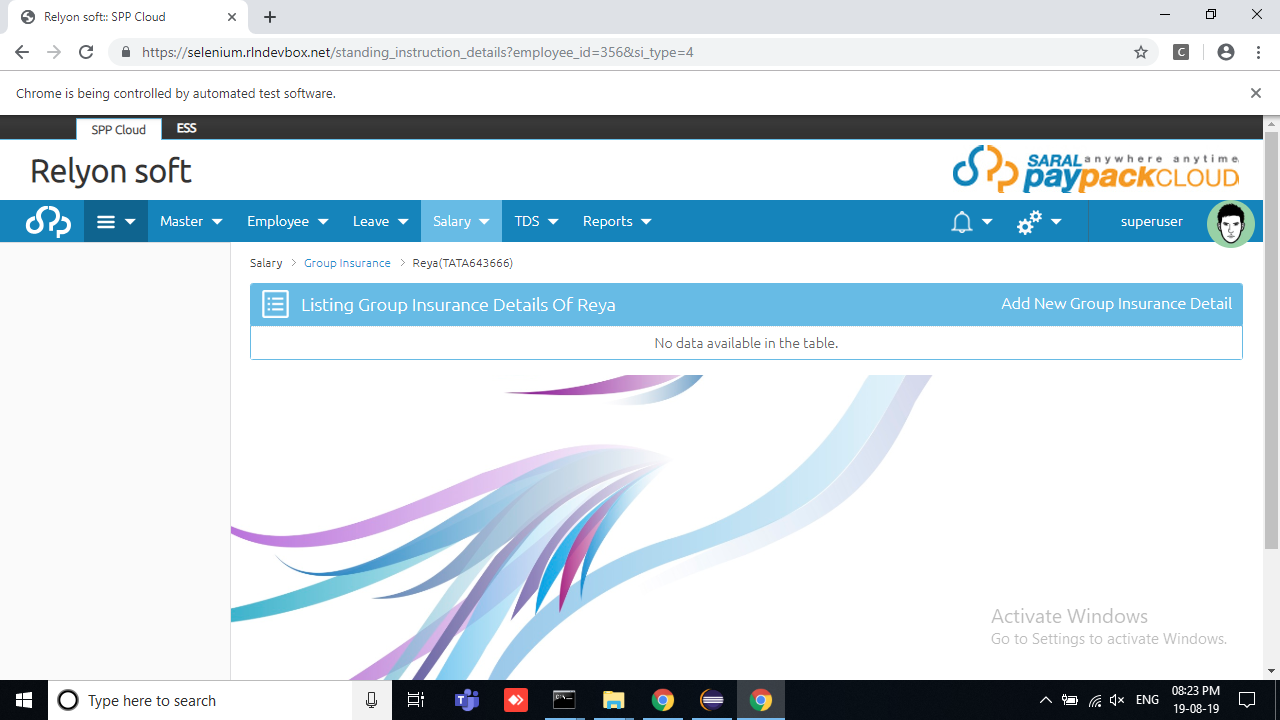 Relyon soft:: SPP Cloud
https://selenium.rlndevbox.net/standing_instruction_details?employee_id=356&si_type=4
C
Chrome is being controlled by automated test software.
SPP Cloud ESS
Relyon soft
SARAL anywhere anytime
paypackCLOUD
Master Employee Leave Salary TDS Reports superuser
Salary > Group Insurance > Reya(TATA643666)
Listing Group Insurance Details Of Reya Add New Group Insurance Detail
No data available in the table.
Activate Windows
Go to Settings to activate Windows.
Type here to search
ENG
08:23 PM
19-08-19